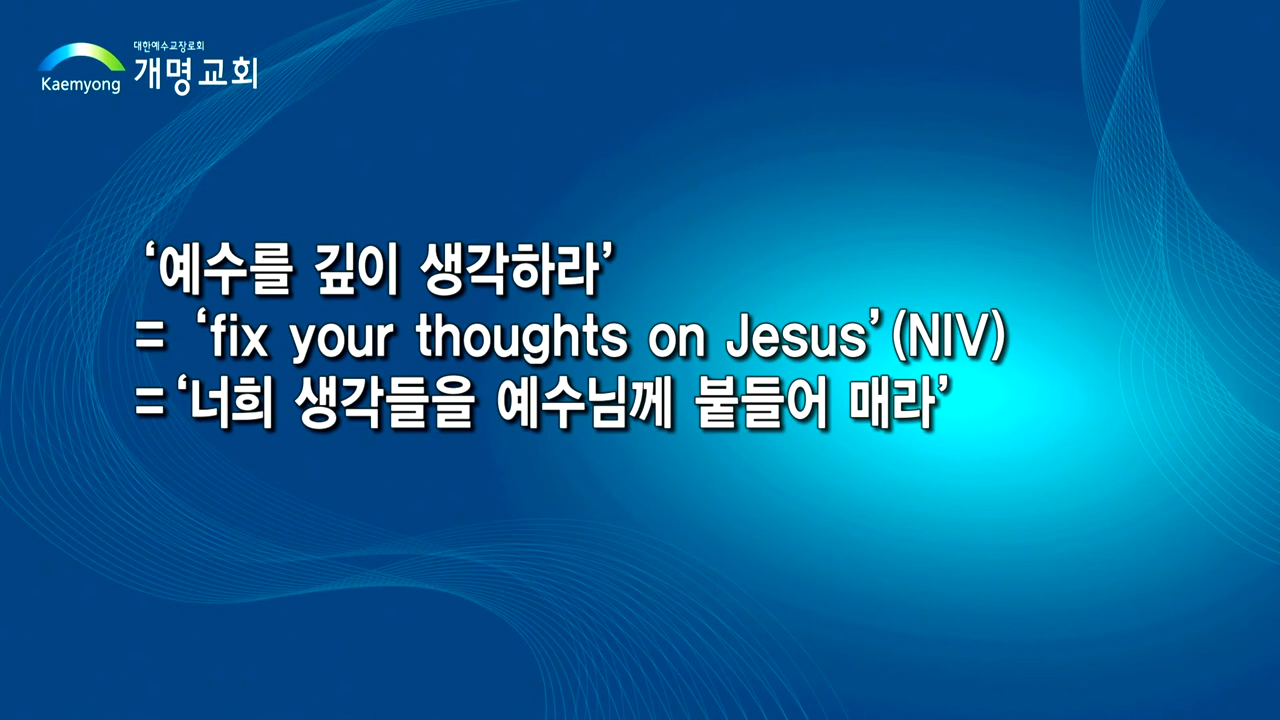 대한예수교장로회
Kaemyong 개명교회
‘예수를 깊이 생각하라’
= ‘fix your thoughts on Jesus’(NIV)
=‘너희 생각들을 예수님께 붙들어 매라’